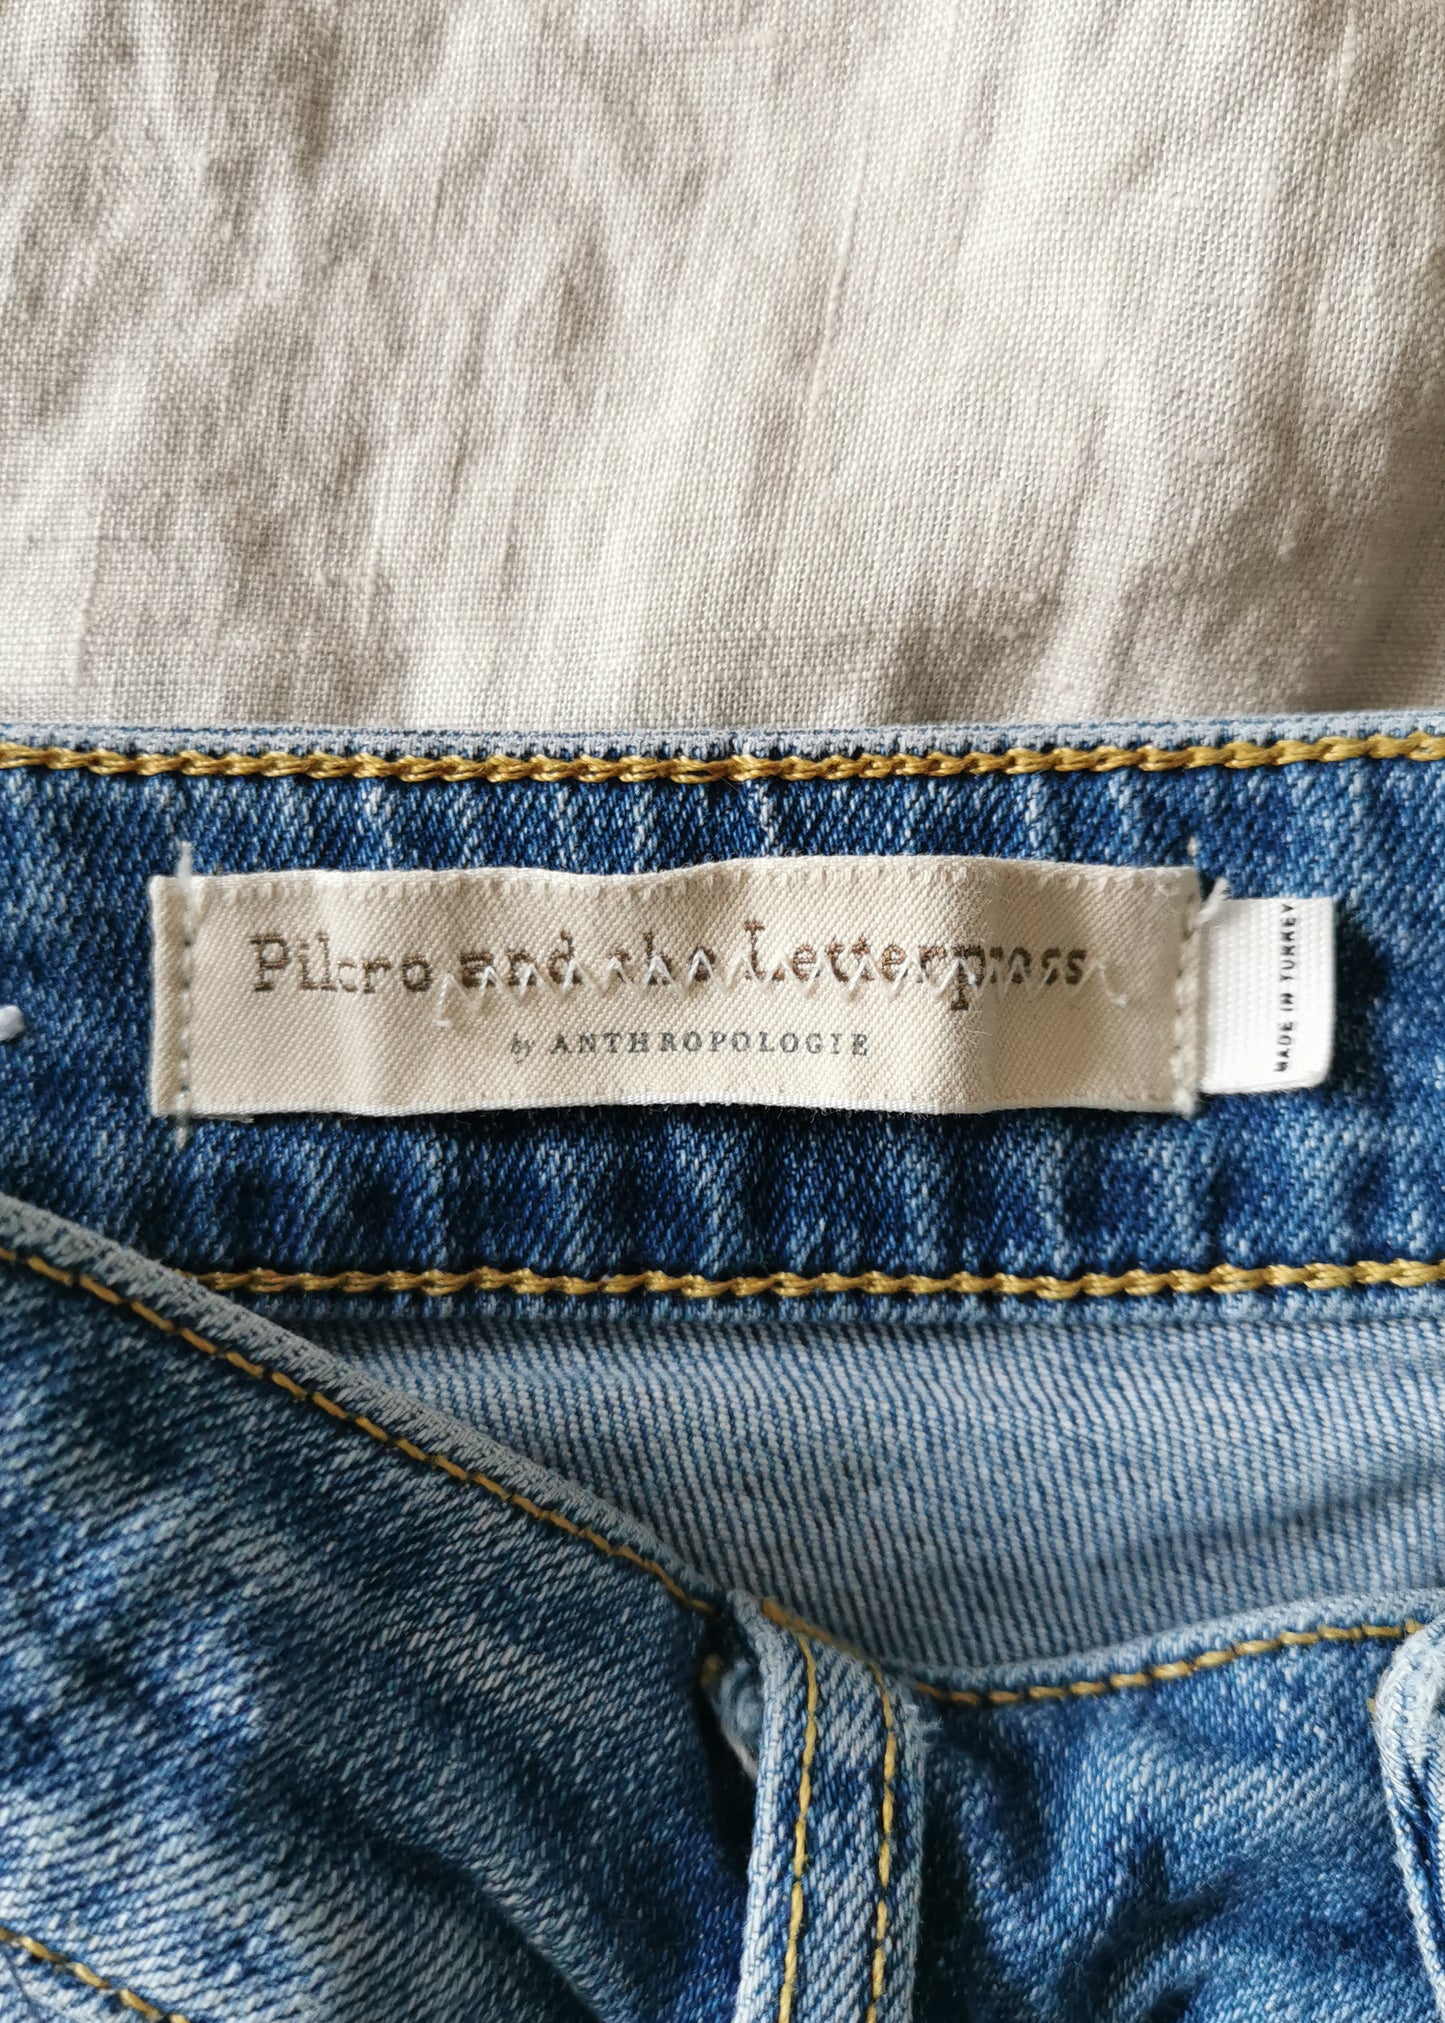 Pilcro and the Letterpress
by ANTHROPOLOGIE
MADE IN TURKEY